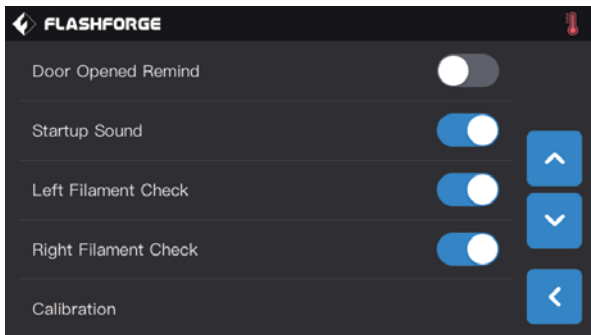 FLASHFORGE
Door Opened Remind
Startup Sound
Left Filament Check
Right Filament Check
Calibration